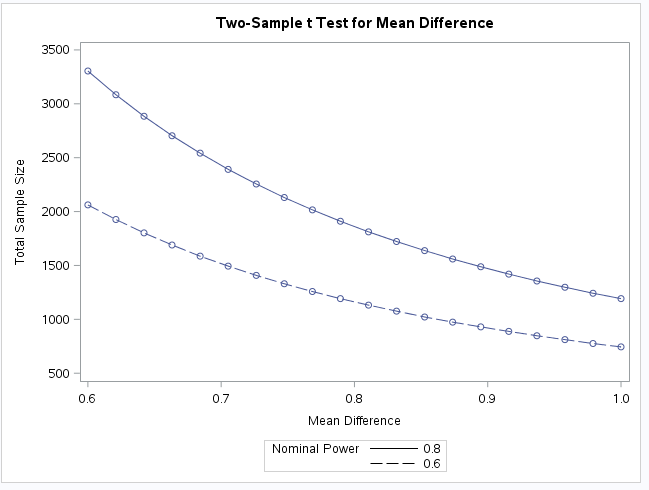 Two-Sample t Test for Mean Difference
3500
3000
2500
2000
1500
1000
500
Total Sample Size
0.6 0.7 0.8 0.9 1.0
Mean Difference
Nominal Power 0.8
0.6